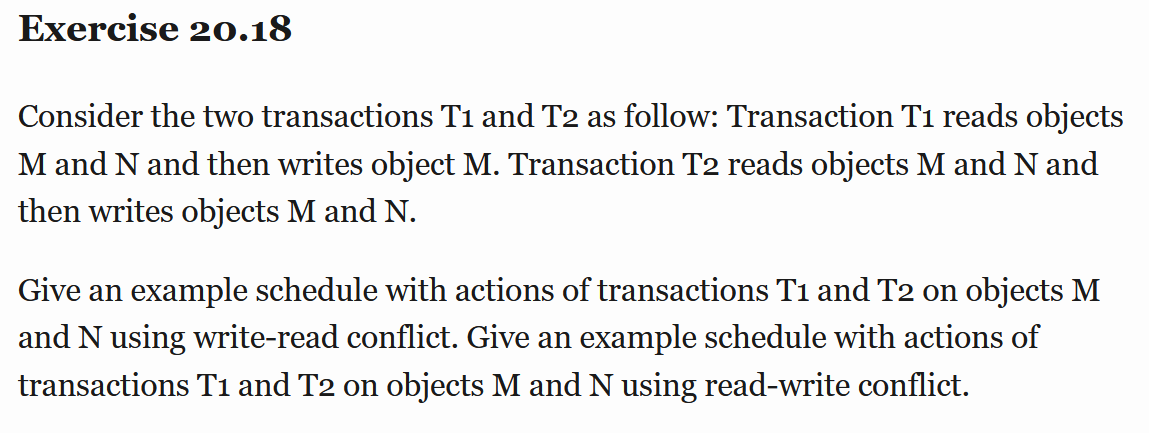 Exercise 20.18
Consider the two transactions T1 and T2 as follow: Transaction T1 reads objects
M and N and then writes object M. Transaction T2 reads objects M and N and
then writes objects M and N.
Give an example schedule with actions of transactions T1 and T2 on objects M
and N using write-read conflict. Give an example schedule with actions of
transactions T1 and T2 on objects M and N using read-write conflict.